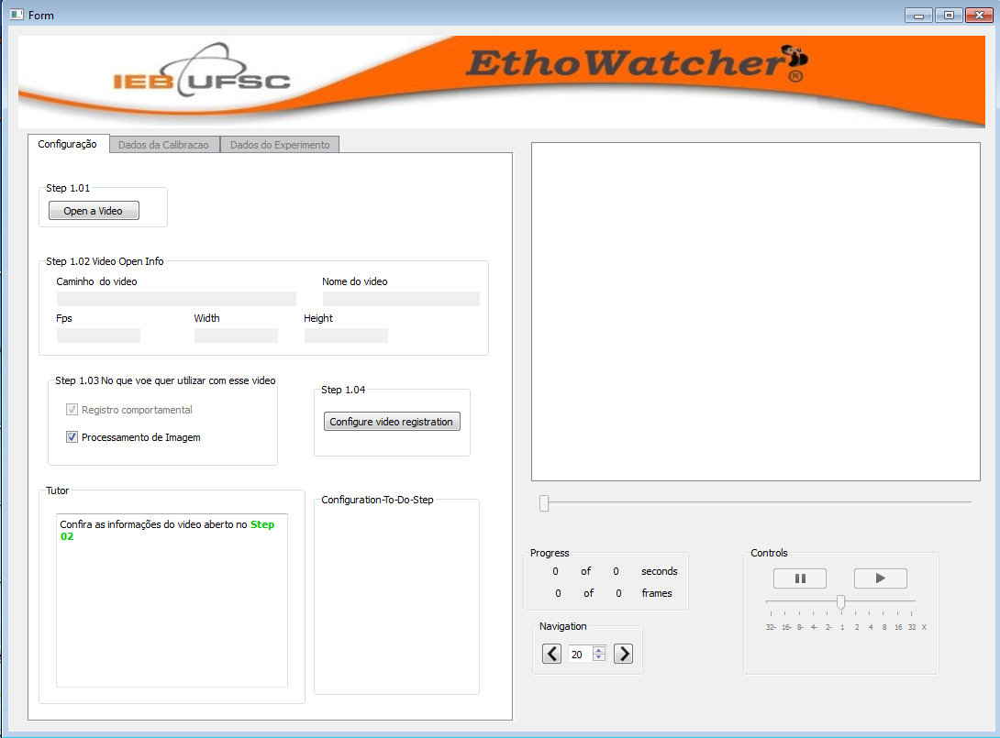 Form
IEB UFSC
EthoWatcher®
Configuração
Dados da Calibracao
Dados do Experimento
Step 1.01
Open a Video
Step 1.02 Video Open Info
Caminho do video
Nome do video
Fps
Width
Height
Step 1.03 No que voe quer utilizar com esse video
Registro comportamental
Processamento de Imagem
Step 1.04
Configure video registration
Tutor
Confira as informações do video aberto no Step
02
Configuration-To-Do-Step
Progress
0 of 0 seconds
0 of 0 frames
Navigation
20
Controls
32- 16- 8- 4- 2- 1 2 4 8 16 32 X